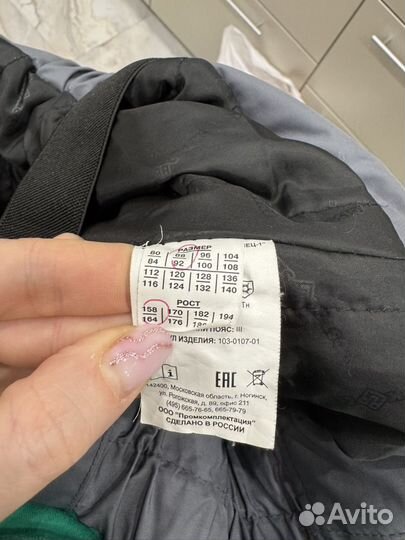 РАЗМЕР
80 88 96 104
84 92 100 108
112 120 128 136
116 124 132 140
РОСТ
158 170 182 194
164 176
ПОЯС: III
ИЗДЕЛИЯ: 103-0107-01
i
ЕАС
142400, Московская область, г. Ногинск,
ул. Рогожская, д. 89, офис 211
(495) 665-76-65, 665-79-79
ООО "Промкомплектация"
СДЕЛАНО В РОССИИ
Avito